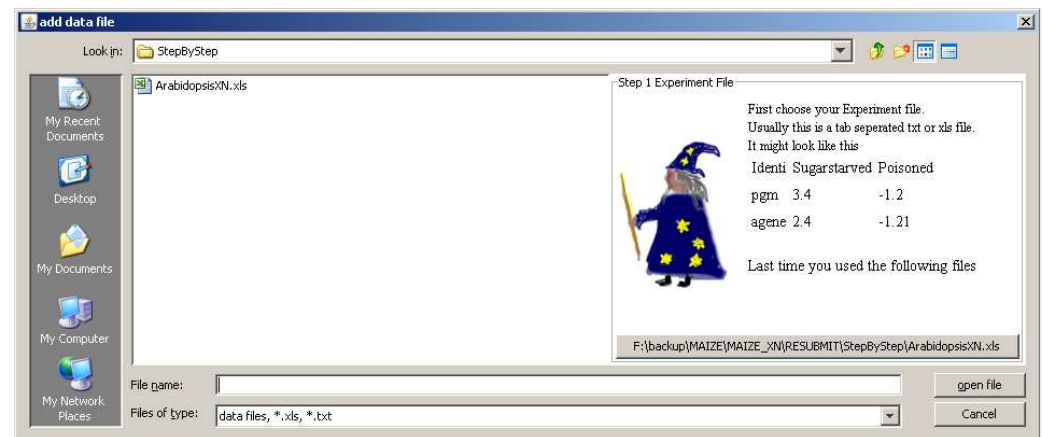 add data file
Look in: StepByStep
My Recent
Documents
Desktop
My Documents
My Computer
My Network
Places
ArabidopsisXN.xls
Step 1 Experiment File
First choose your Experiment file.
Usually this is a tab seperated txt or xls file.
It might look like this
Identi Sugarstarved Poisoned
pgm 3.4 -1.2
agene 2.4 -1.21
Last time you used the following files
F:\backup\MAIZE\MAIZE_XN\RESUBMIT\StepByStep\ArabidopsisXN.xls
File name:
open file
Files of type: data files, *.xls, *.txt
Cancel